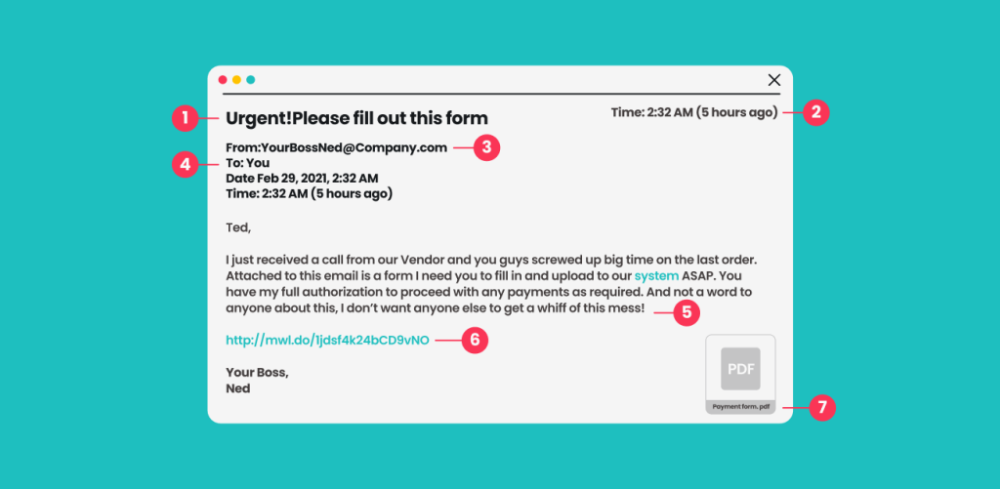 1
Urgent!Please fill out this form
Time: 2:32 AM (5 hours ago)
2
From:YourBossNed@Company.com
3
4
To: You
Date Feb 29, 2021, 2:32 AM
Time: 2:32 AM (5 hours ago)
Ted,
I just received a call from our Vendor and you guys screwed up big time on the last order.
Attached to this email is a form I need you to fill in and upload to our system ASAP. You
have my full authorization to proceed with any payments as required. And not a word to
anyone about this, I don't want anyone else to get a whiff of this mess!
5
http://mwl.do/1jdsf4k24bCD9vNO
6
Your Boss,
Ned
PDF
Payment form. pdf
7